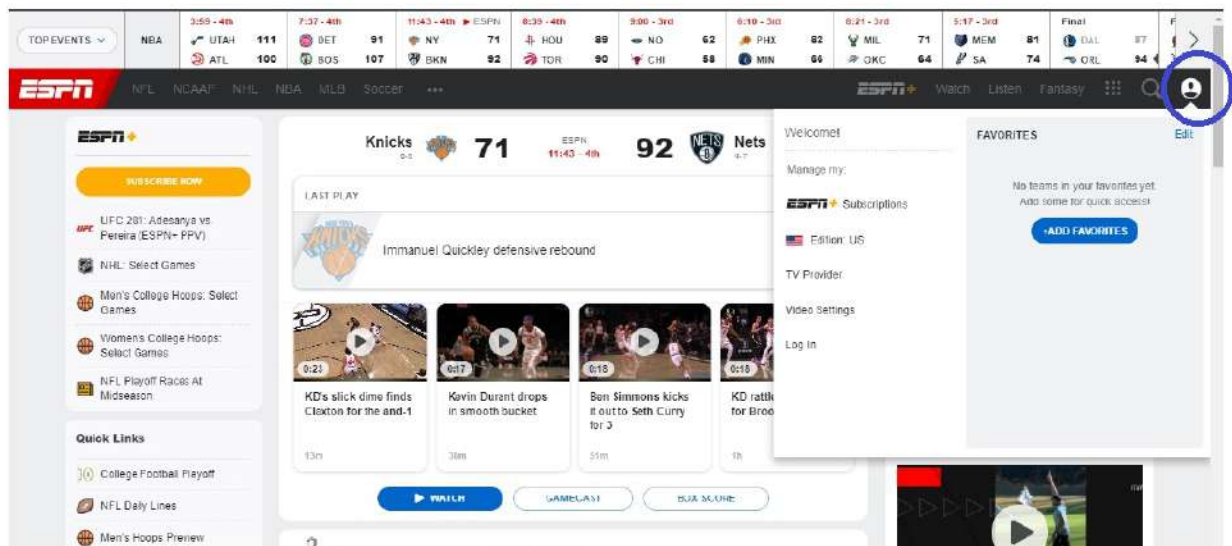 TOP EVENTS
NBA
3:59 - 4th
UTAH 111
ATL 100
7:37 - 4th
DET 91
BOS 107
11:43 - 4th ESPN
NY 71
BKN 92
8:39 - 4th
HOU 89
TOR 90
9:00 - 3rd
NO 62
CHI 58
6:10 - 3rd
PHX 82
MIN 66
6:21 - 3rd
MIL 71
OKC 64
5:17 - 3rd
MEM 81
SA 74
Final
DAL 87
ORL 94
F
ESPN NFL NCAAF NHL NBA MLB Soccer ••• ESPN+ Watch Listen Fantasy
ESPN+
SUBSCRIBE NOW
UFC 281: Adesanya vs.
Pereira (ESPN+ PPV)
NHL: Select Games
Men's College Hoops: Select
Games
Women's College Hoops:
Select Games
NFL Playoff Races At
Midseason
Quick Links
College Football Playoff
NFL Daily Lines
Men's Hoops Preview
Knicks 71
ESPN
11:43 - 4th
92 NETS Nets
LAST PLAY
Immanuel Quickley defensive rebound
0:23
KD's slick dime finds
Claxton for the and-1
13m
0:17
Kevin Durant drops
in smooth bucket
38m
0:18
Ben Simmons kicks
it out to Seth Curry
for 3
51m
0:18
KD rattl
for Broo
1h
WATCH
GAMECAST
BOX SCORE
Welcome!
Manage my:
ESPN+ Subscriptions
Edition: US
TV Provider
Video Settings
Log In
FAVORITES Edit
No teams in your favorites yet.
Add some for quick access!
+ADD FAVORITES